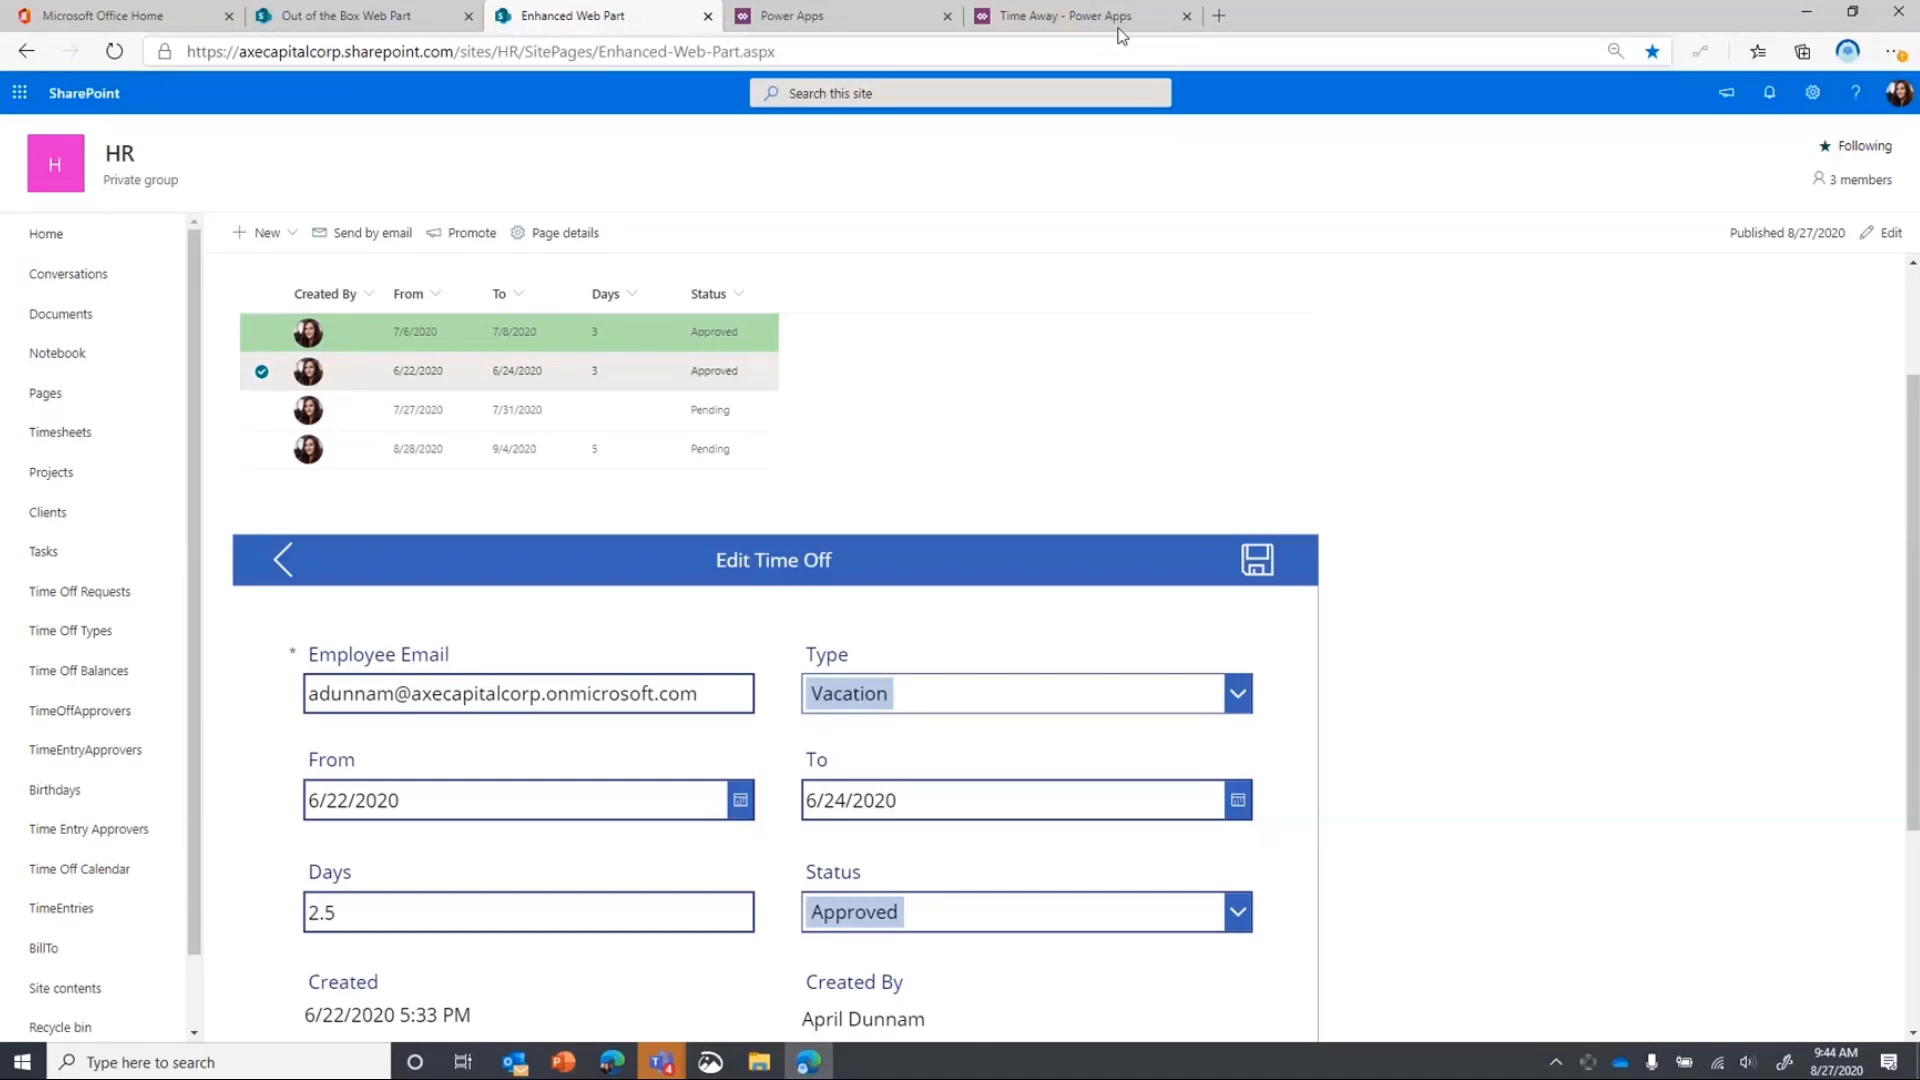 Microsoft Office Home
Out of the Box Web Part
Enhanced Web Part
Power Apps
Time Away - Power Apps
https://axecapitalcorp.sharepoint.com/sites/HR/SitePages/Enhanced-Web-Part.aspx
SharePoint
Search this site
?
H
HR
Private group
Following
3 members
New
Send by email
Promote
Page details
Published 8/27/2020
Edit
Home
Conversations
Documents
Notebook
Pages
Timesheets
Projects
Clients
Tasks
Time Off Requests
Time Off Types
Time Off Balances
TimeOffApprovers
TimeEntryApprovers
Birthdays
Time Entry Approvers
Time Off Calendar
TimeEntries
BillTo
Site contents
Recycle bin
Created By From To Days Status
7/6/2020 7/8/2020 3 Approved
6/22/2020 6/24/2020 3 Approved
7/27/2020 7/31/2020 Pending
8/28/2020 9/4/2020 5 Pending
Edit Time Off
* Employee Email
adunnam@axecapitalcorp.onmicrosoft.com
Type
Vacation
From
6/22/2020
To
6/24/2020
Days
2.5
Status
Approved
Created
6/22/2020 5:33 PM
Created By
April Dunnam
Type here to search
4
9:44 AM
8/27/2020